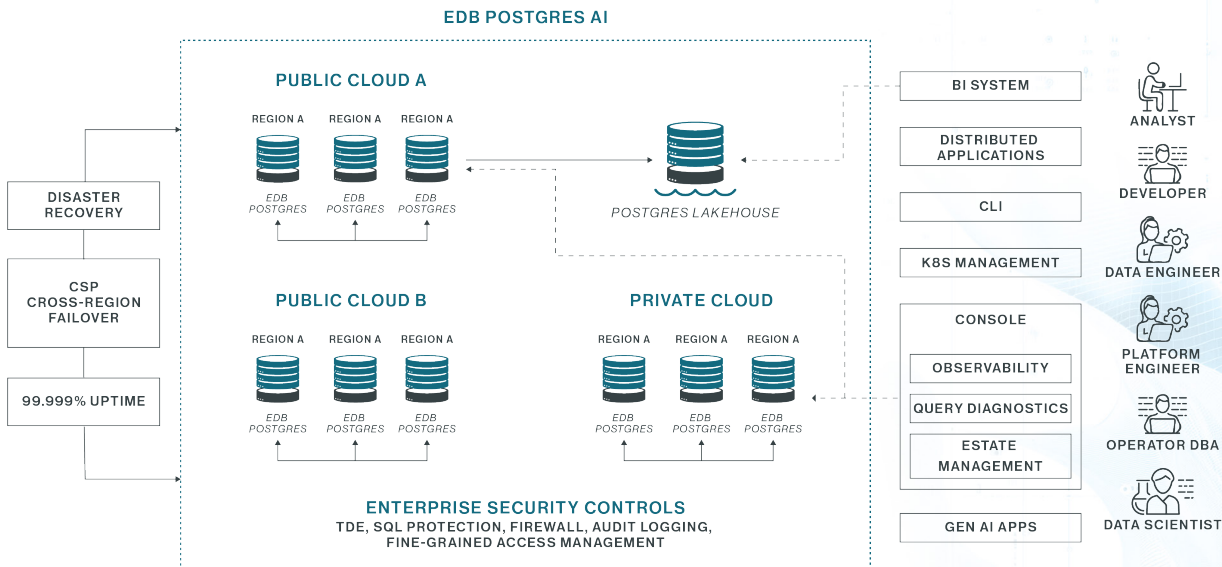 EDB POSTGRES AI
DISASTER
RECOVERY
CSP
CROSS-REGION
FAILOVER
99.999% UPTIME
PUBLIC CLOUD A
REGION A
REGION A
REGION A
EDB
POSTGRES
EDB
POSTGRES
EDB
POSTGRES
POSTGRES LAKEHOUSE
PUBLIC CLOUD B
REGION A
REGION A
REGION A
EDB
POSTGRES
EDB
POSTGRES
EDB
POSTGRES
PRIVATE CLOUD
REGION A
REGION A
REGION A
EDB
POSTGRES
EDB
POSTGRES
EDB
POSTGRES
ENTERPRISE SECURITY CONTROLS
TDE, SQL PROTECTION, FIREWALL, AUDIT LOGGING,
FINE-GRAINED ACCESS MANAGEMENT
BI SYSTEM
DISTRIBUTED
APPLICATIONS
CLI
K8S MANAGEMENT
CONSOLE
OBSERVABILITY
QUERY DIAGNOSTICS
ESTATE
MANAGEMENT
GEN AI APPS
ANALYST
DEVELOPER
DATA ENGINEER
PLATFORM
ENGINEER
OPERATOR DBA
DATA SCIENTIST